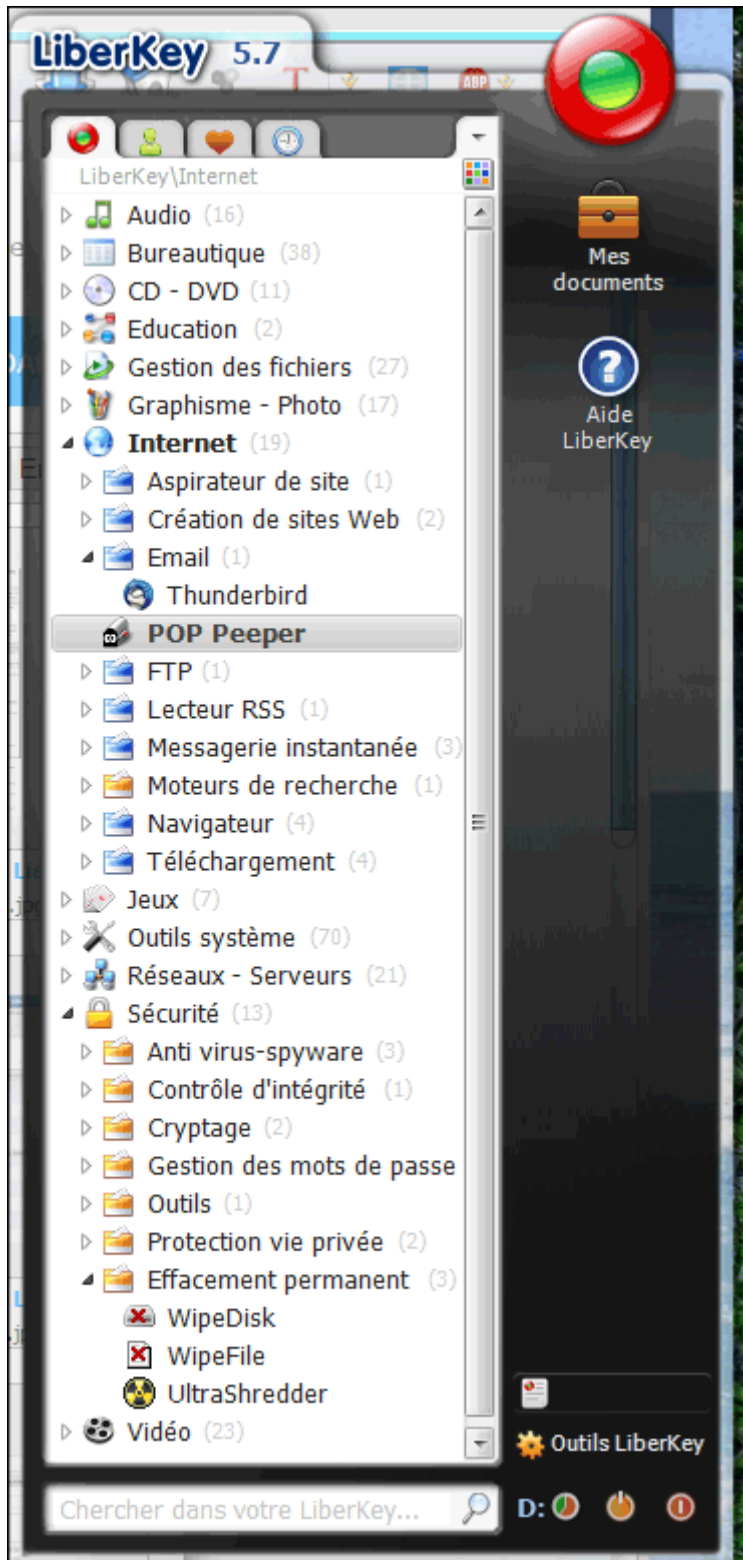 LiberKey 5.7
T
ABP
LiberKey\Internet
Audio (16)
Bureautique (38)
CD - DVD (11)
Education (2)
Gestion des fichiers (27)
Graphisme - Photo (17)
Internet (19)
Aspirateur de site (1)
Création de sites Web (2)
Email (1)
Thunderbird
POP Peeper
FTP (1)
Lecteur RSS (1)
Messagerie instantanée (3)
Moteurs de recherche (1)
Navigateur (4)
Téléchargement (4)
Jeux (7)
Outils système (70)
Réseaux - Serveurs (21)
Sécurité (13)
Anti virus-spyware (3)
Contrôle d'intégrité (1)
Cryptage (2)
Gestion des mots de passe
Outils (1)
Protection vie privée (2)
Effacement permanent (3)
WipeDisk
WipeFile
UltraShredder
Vidéo (23)
Chercher dans votre LiberKey...
Mes
documents
Aide
LiberKey
Outils LiberKey
D: